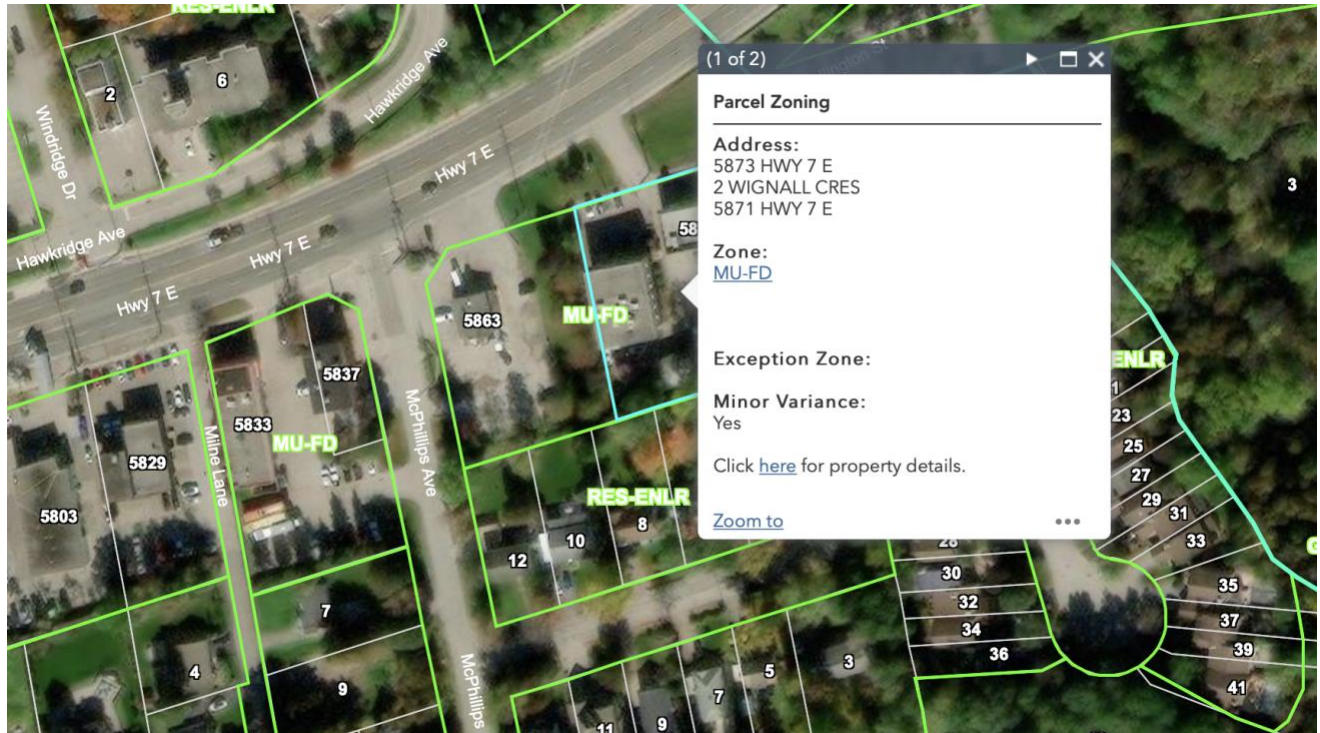 RES-ENLR
2
6
Hawkridge Ave
Windridge Dr
Hawkridge Ave
Hwy 7 E
Hwy 7 E
Hwy 7 E
(1 of 2)
Parcel Zoning
Address:
5873 HWY 7 E
2 WIGNALL CRES
5871 HWY 7 E
Zone:
MU-FD
Exception Zone:
Minor Variance:
Yes
Click here for property details.
Zoom to
3
58
5863
MU-FD
5837
5833
MU-FD
5829
5803
Milne Lane
McPhillips Ave
McPhillips
RES-ENLR
8
10
12
7
4
9
ENLR
1
23
25
27
29
31
33
28
30
32
34
36
35
37
39
41
3
5
7
9
11